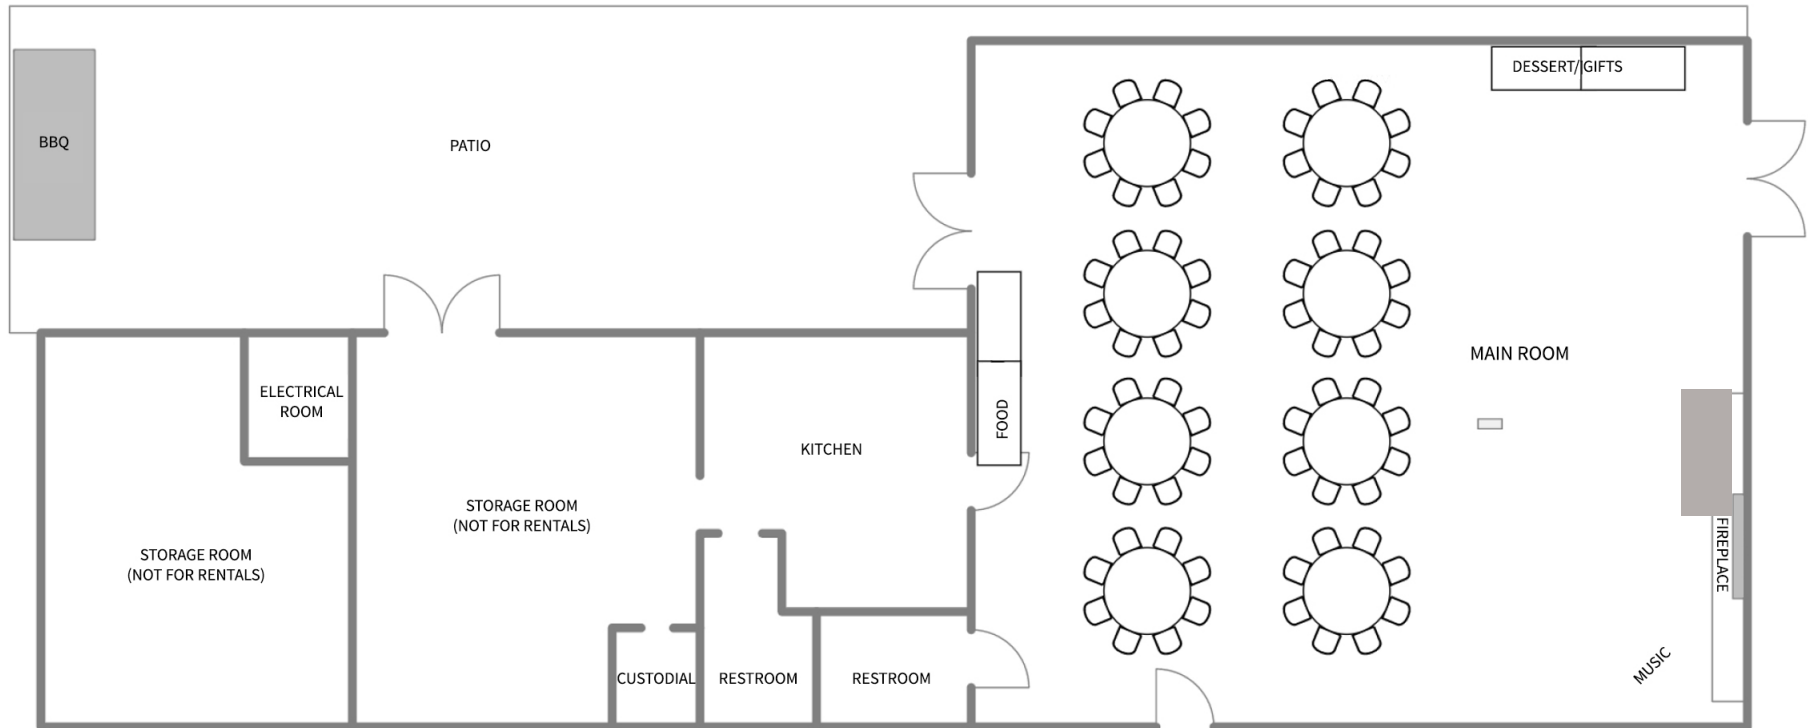 DESSERT/GIFTS
BBQ
PATIO
MAIN ROOM
ELECTRICAL
ROOM
FOOD
KITCHEN
STORAGE ROOM
(NOT FOR RENTALS)
STORAGE ROOM
(NOT FOR RENTALS)
FIREPLACE
MUSIC
CUSTODIAL
RESTROOM
RESTROOM